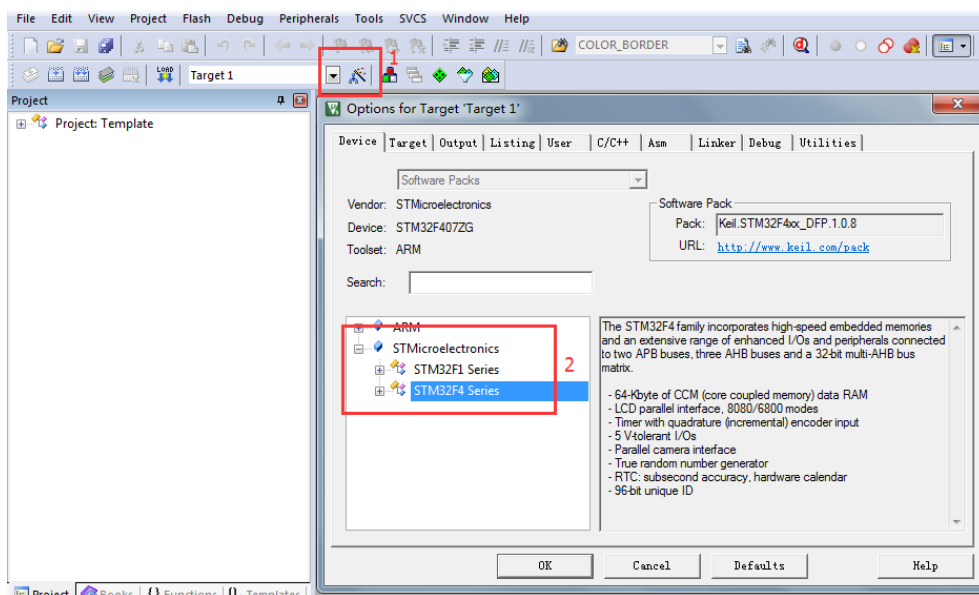 File Edit View Project Flash Debug Peripherals Tools SVCS Window Help
COLOR_BORDER
1
LOAD
Target 1
Project
Project: Template
Options for Target 'Target 1'
Device Target Output Listing User C/C++ Asm Linker Debug Utilities
Software Packs
Vendor: STMicroelectronics
Device: STM32F407ZG
Toolset: ARM
Search:
Software Pack
Pack: Keil.STM32F4xx_DFP.1.0.8
URL: http://www.keil.com/pack
ARM
STMicroelectronics
STM32F1 Series
STM32F4 Series
2
The STM32F4 family incorporates high-speed embedded memories
and an extensive range of enhanced I/Os and peripherals connected
to two APB buses, three AHB buses and a 32-bit multi-AHB bus
matrix.
- 64-Kbyte of CCM (core coupled memory) data RAM
- LCD parallel interface, 8080/6800 modes
- Timer with quadrature (incremental) encoder input
- 5 V-tolerant I/Os
- Parallel camera interface
- True random number generator
- RTC: subsecond accuracy, hardware calendar
- 96-bit unique ID
OK Cancel Defaults Help
Project Books {} Functions Templates